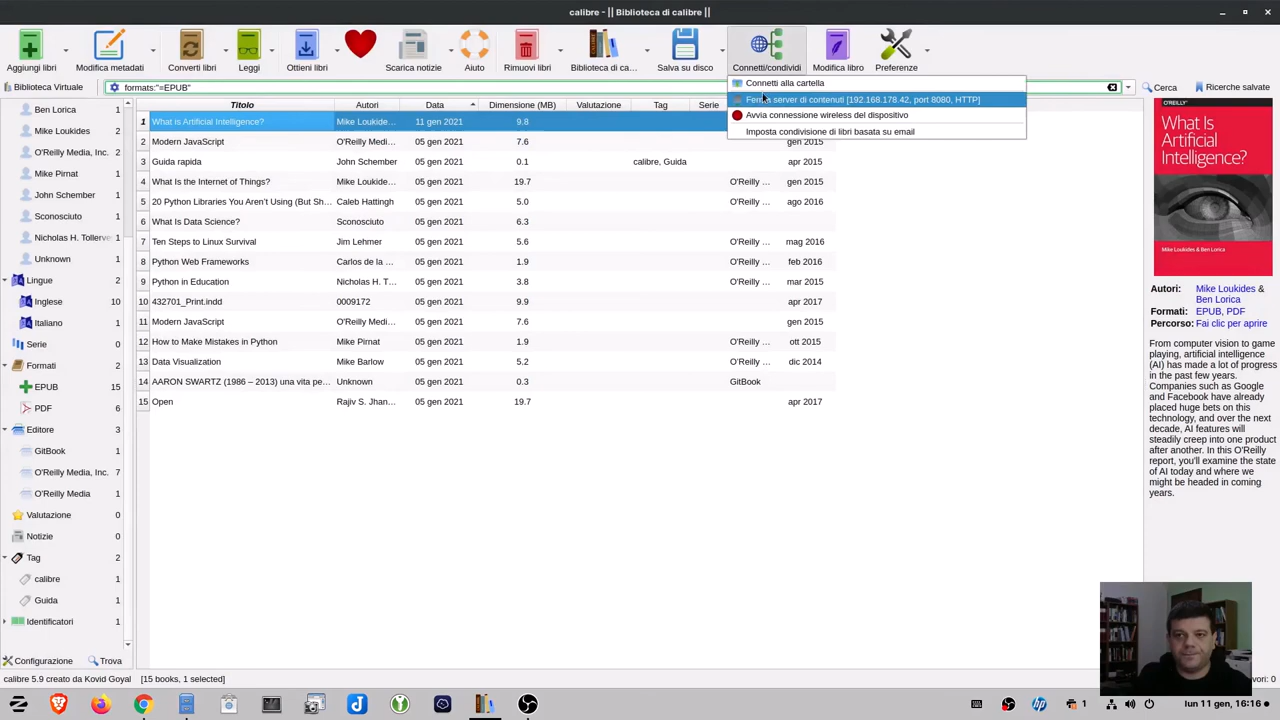 calibre - || Biblioteca di calibre ||
Aggiungi libri
Modifica metadati
Converti libri
Leggi
Ottieni libri
Scarica notizie
Aiuto
Rimuovi libri
Biblioteca di ca...
Salva su disco
Connetti/condividi
Modifica libro
Preferenze
Connetti alla cartella
server di contenuti [192.168.178.42, port 8080, HTTP]
Avvia connessione wireless del dispositivo
Imposta condivisione di libri basata su email
Biblioteca Virtuale
formats:"=EPUB"
Cerca
Ricerche salvate
Ben Lorica 1
Mike Loukides 2
O'Reilly Media, Inc. 2
Mike Pirnat 1
John Schember 1
Sconosciuto 1
Nicholas H. Tollerve 1
Unknown 1
Lingue 2
Inglese 10
Italiano 1
Serie 0
Formati 2
EPUB 15
PDF 6
Editore 3
GitBook 1
O'Reilly Media, Inc. 7
O'Reilly Media 1
Valutazione 0
Notizie 0
Tag 2
calibre 1
Guida 1
Identificatori 1
Configurazione
Trova
Titolo Autori Data Dimensione (MB) Valutazione Tag Serie
1 What is Artificial Intelligence? Mike Loukide... 11 gen 2021 9.8
2 Modern JavaScript O'Reilly Medi... 05 gen 2021 7.6 gen 2015
3 Guida rapida John Schember 05 gen 2021 0.1 calibre, Guida apr 2015
4 What Is the Internet of Things? Mike Loukide... 05 gen 2021 19.7 O'Reilly ... gen 2015
5 20 Python Libraries You Aren't Using (But Sh... Caleb Hattingh 05 gen 2021 5.0 O'Reilly ... ago 2016
6 What Is Data Science? Sconosciuto 05 gen 2021 6.3
7 Ten Steps to Linux Survival Jim Lehmer 05 gen 2021 5.6 O'Reilly ... mag 2016
8 Python Web Frameworks Carlos de la ... 05 gen 2021 1.9 O'Reilly ... feb 2016
9 Python in Education Nicholas H. T... 05 gen 2021 3.8 O'Reilly ... mar 2015
10 432701_Print.indd 0009172 05 gen 2021 9.9 apr 2017
11 Modern JavaScript O'Reilly Medi... 05 gen 2021 7.6 gen 2015
12 How to Make Mistakes in Python Mike Pirnat 05 gen 2021 1.9 O'Reilly ... ott 2015
13 Data Visualization Mike Barlow 05 gen 2021 5.2 O'Reilly ... dic 2014
14 AARON SWARTZ (1986 – 2013) una vita pe... Unknown 05 gen 2021 0.3 GitBook
15 Open Rajiv S. Jhan... 05 gen 2021 19.7 apr 2017
O'REILLY
What Is
Artificial
Intelligence?
Mike Loukides & Ben Lorica
Autori: Mike Loukides &
Ben Lorica
Formati: EPUB, PDF
Percorso: Fai clic per aprire
From computer vision to game
playing, artificial intelligence
(AI) has made a lot of progress
in the past few years.
Companies such as Google
and Facebook have already
placed huge bets on this
technology, and over the next
decade, AI features will
steadily creep into one product
after another. In this O'Reilly
report, you'll examine the state
of AI today and where we
might be headed in coming
years.
calibre 5.9 creato da Kovid Goyal [15 books, 1 selected]
vori: 0
1
lun 11 gen, 16:16